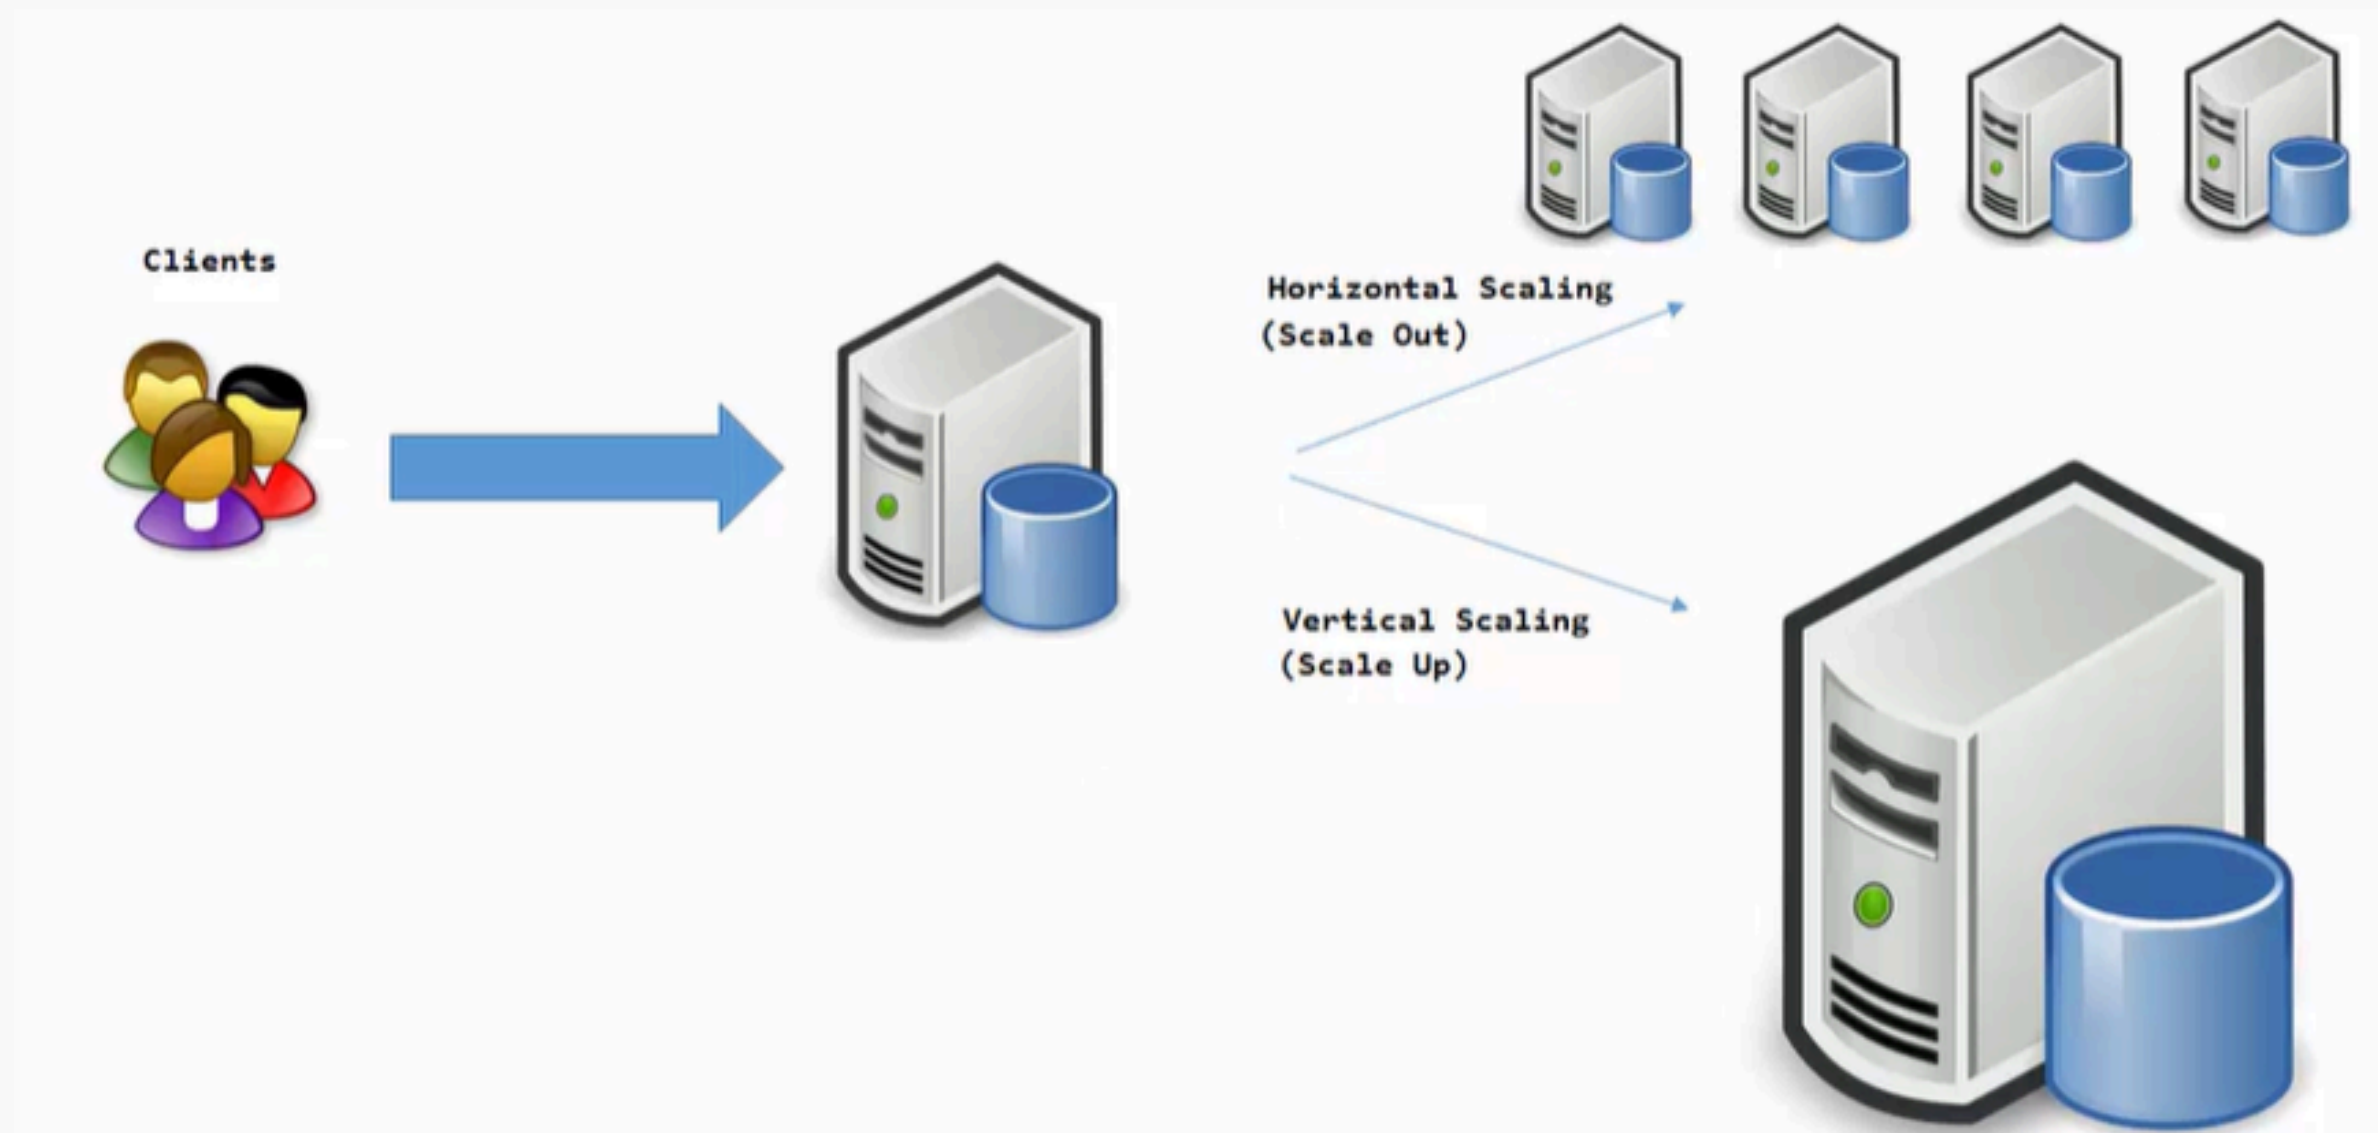 Clients
Horizontal Scaling
(Scale Out)
Vertical Scaling
(Scale Up)